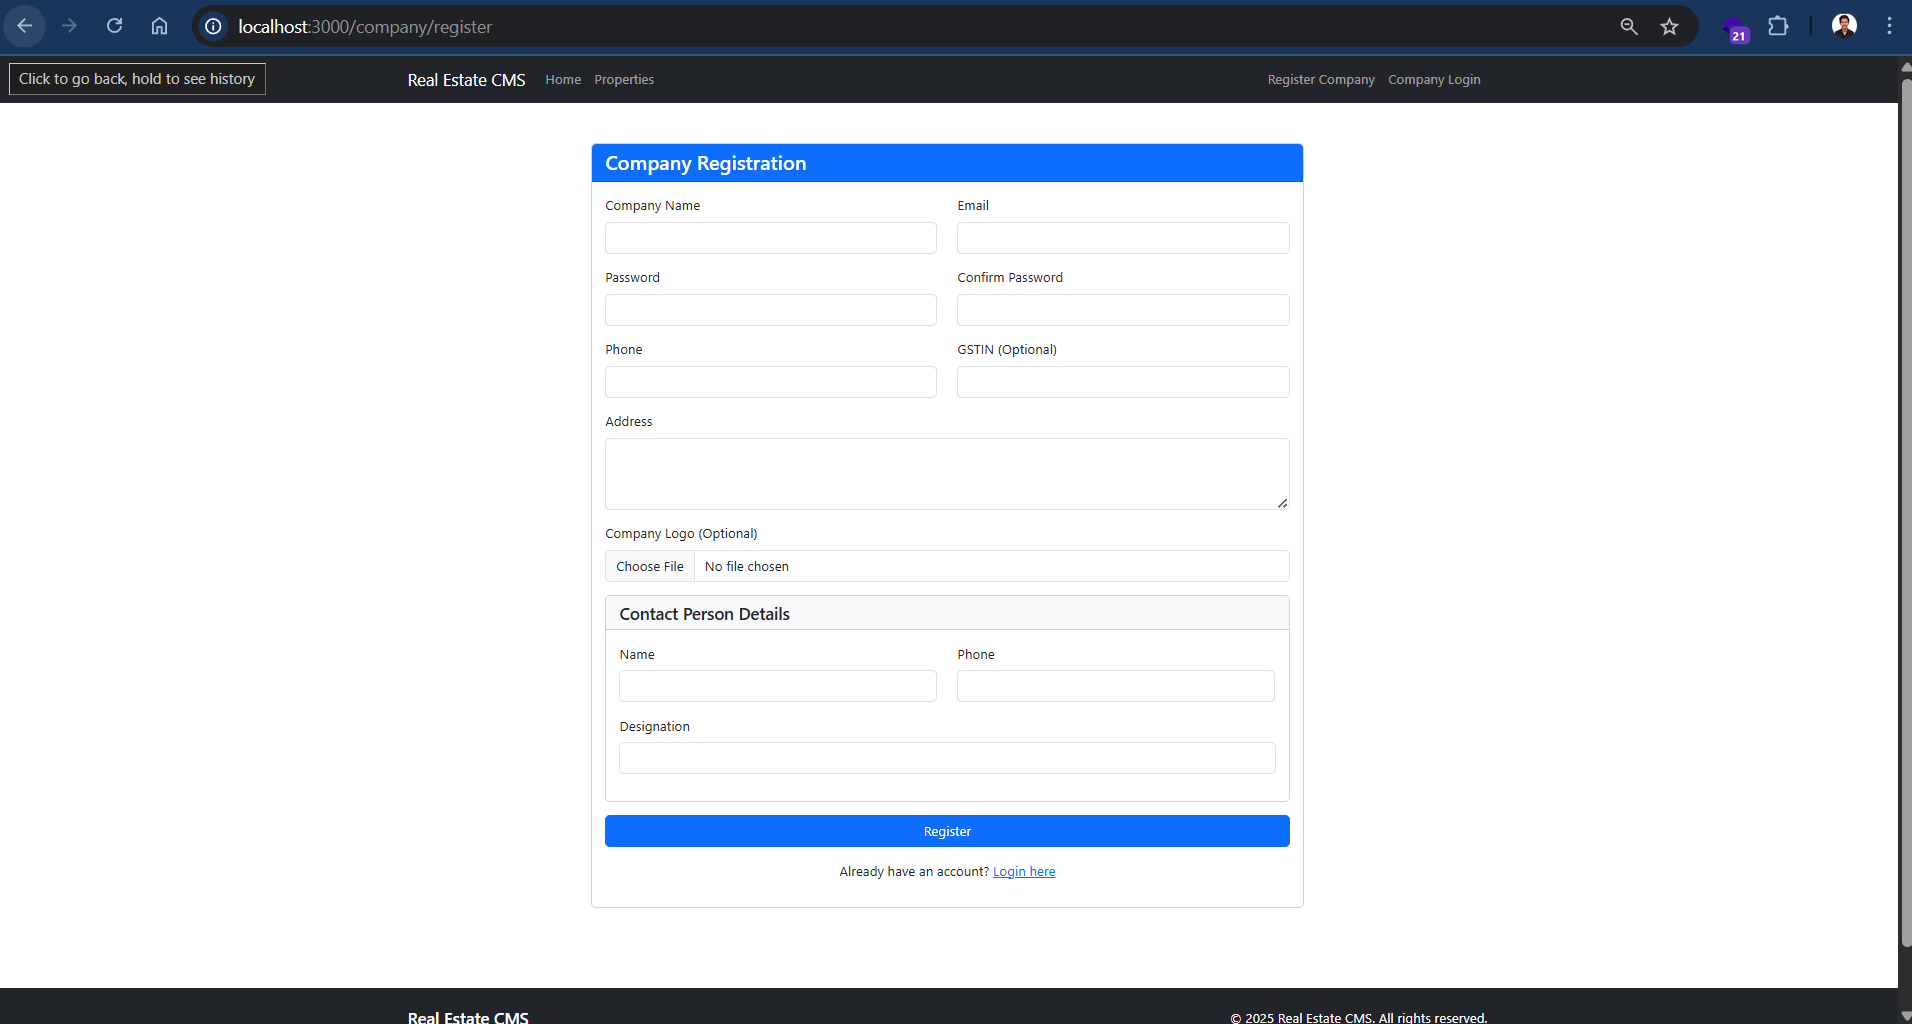 localhost:3000/company/register
21
Click to go back, hold to see history
Real Estate CMS Home Properties Register Company Company Login
Company Registration
Company Name Email
Password Confirm Password
Phone GSTIN (Optional)
Address
Company Logo (Optional)
Choose File No file chosen
Contact Person Details
Name Phone
Designation
Register
Already have an account? Login here
Real Estate CMS © 2025 Real Estate CMS. All rights reserved.